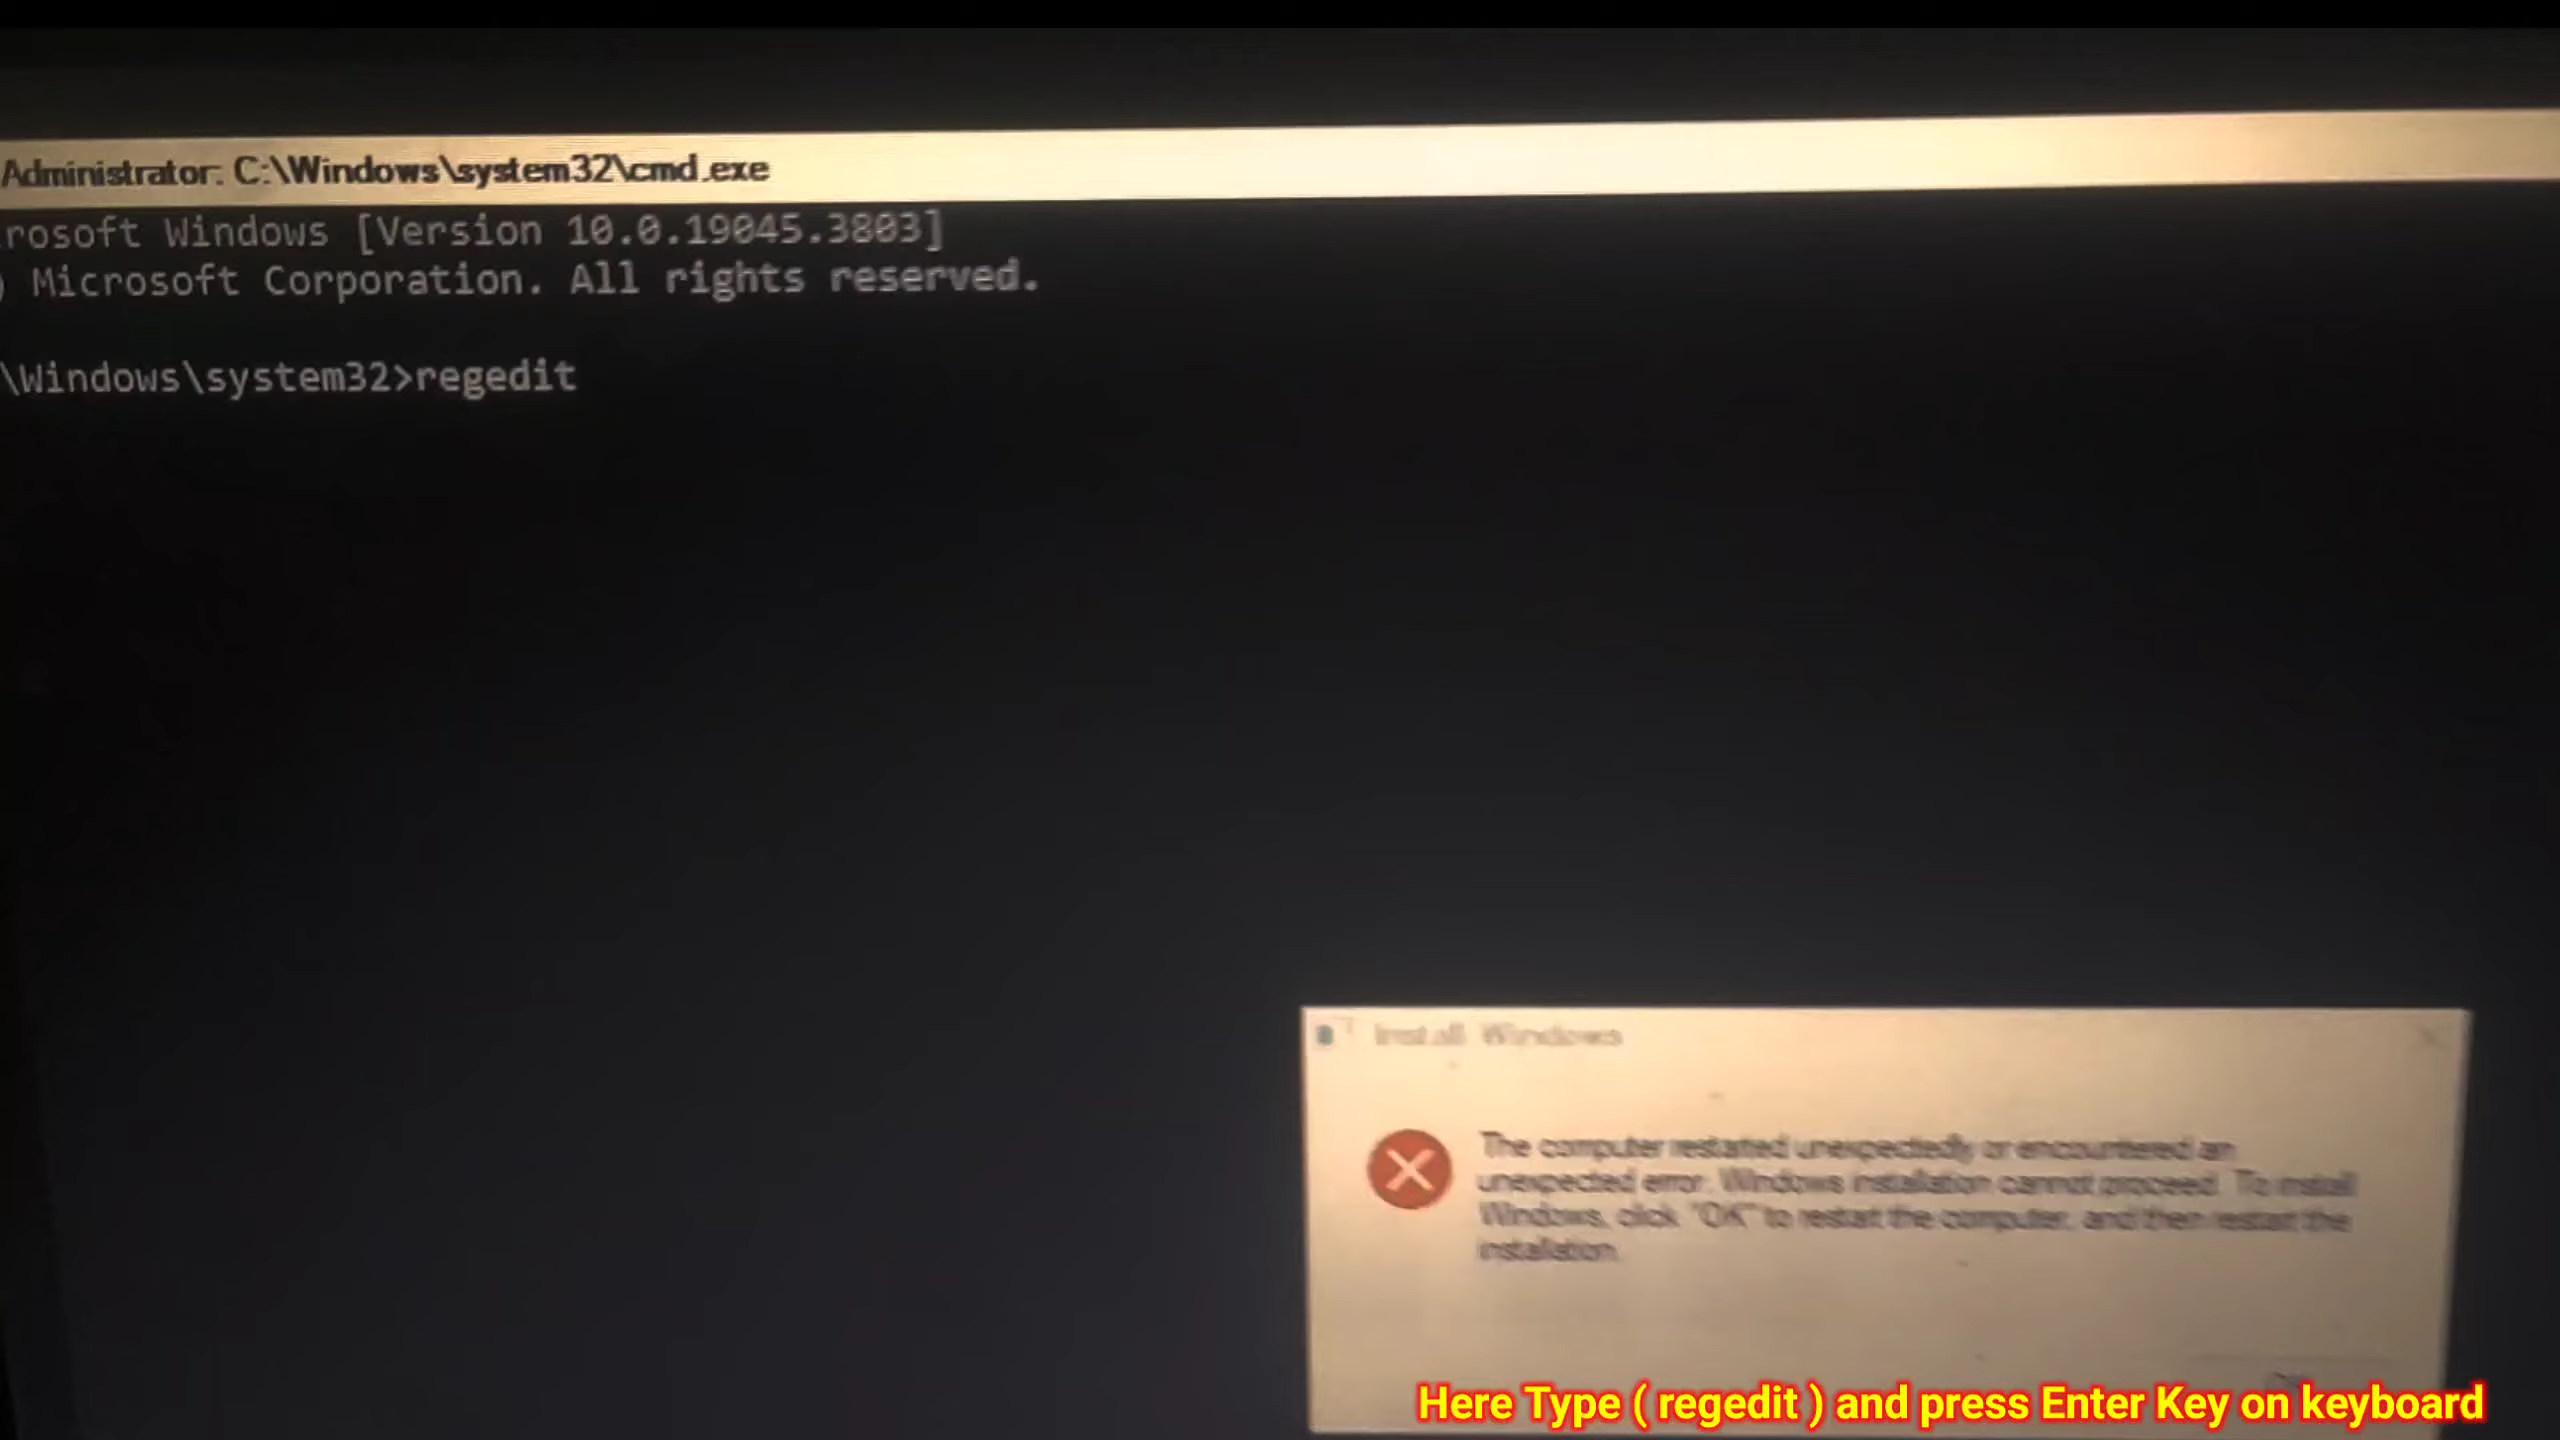 Administrator: C:\Windows\system32\cmd.exe
rosoft Windows [Version 10.0.19045.3803]
) Microsoft Corporation. All rights reserved.
\Windows\system32>regedit
Install Windows
The computer restarted unexpectedly or encountered an
unexpected error. Windows installation cannot proceed. To install
Windows, click "OK" to restart the computer, and then restart the
installation.
Here Type ( regedit ) and press Enter Key on keyboard